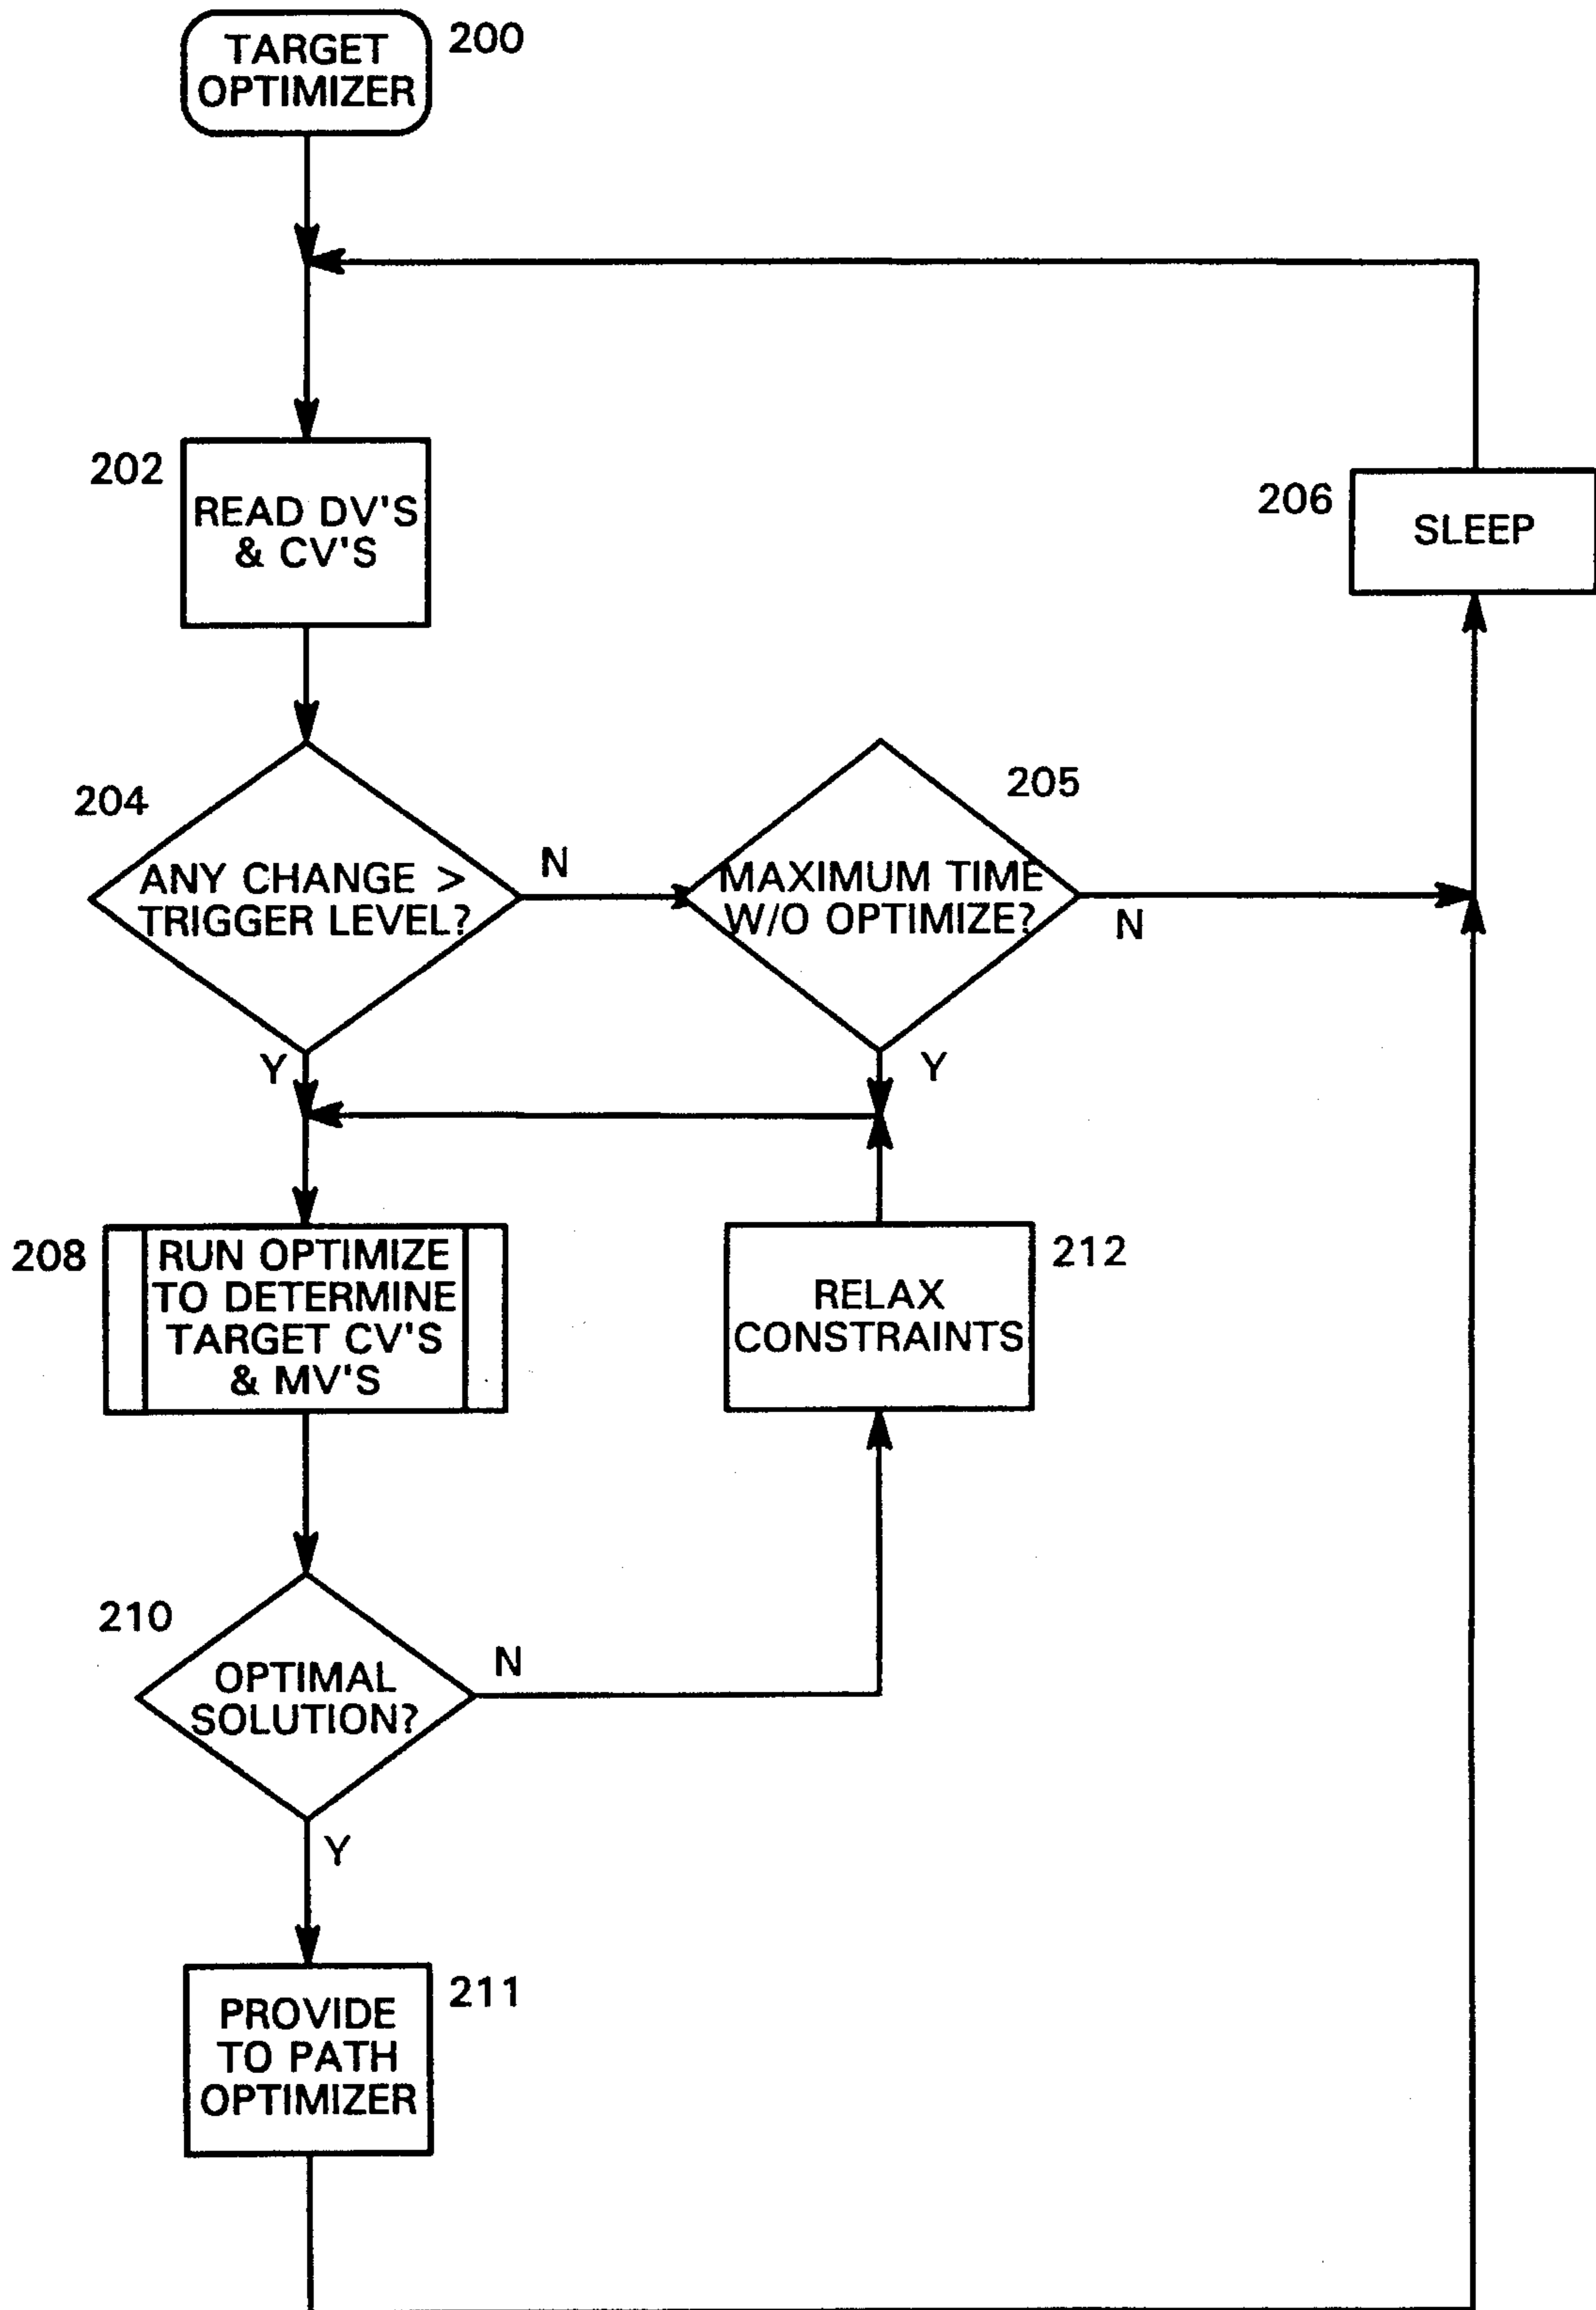 TARGET
OPTIMIZER
200
202
READ DV'S
& CV'S
206
SLEEP
204
ANY CHANGE >
TRIGGER LEVEL?
N
205
MAXIMUM TIME
W/O OPTIMIZE?
N
Y
Y
208
RUN OPTIMIZE
TO DETERMINE
TARGET CV'S
& MV'S
212
RELAX
CONSTRAINTS
210
OPTIMAL
SOLUTION?
N
Y
211
PROVIDE
TO PATH
OPTIMIZER